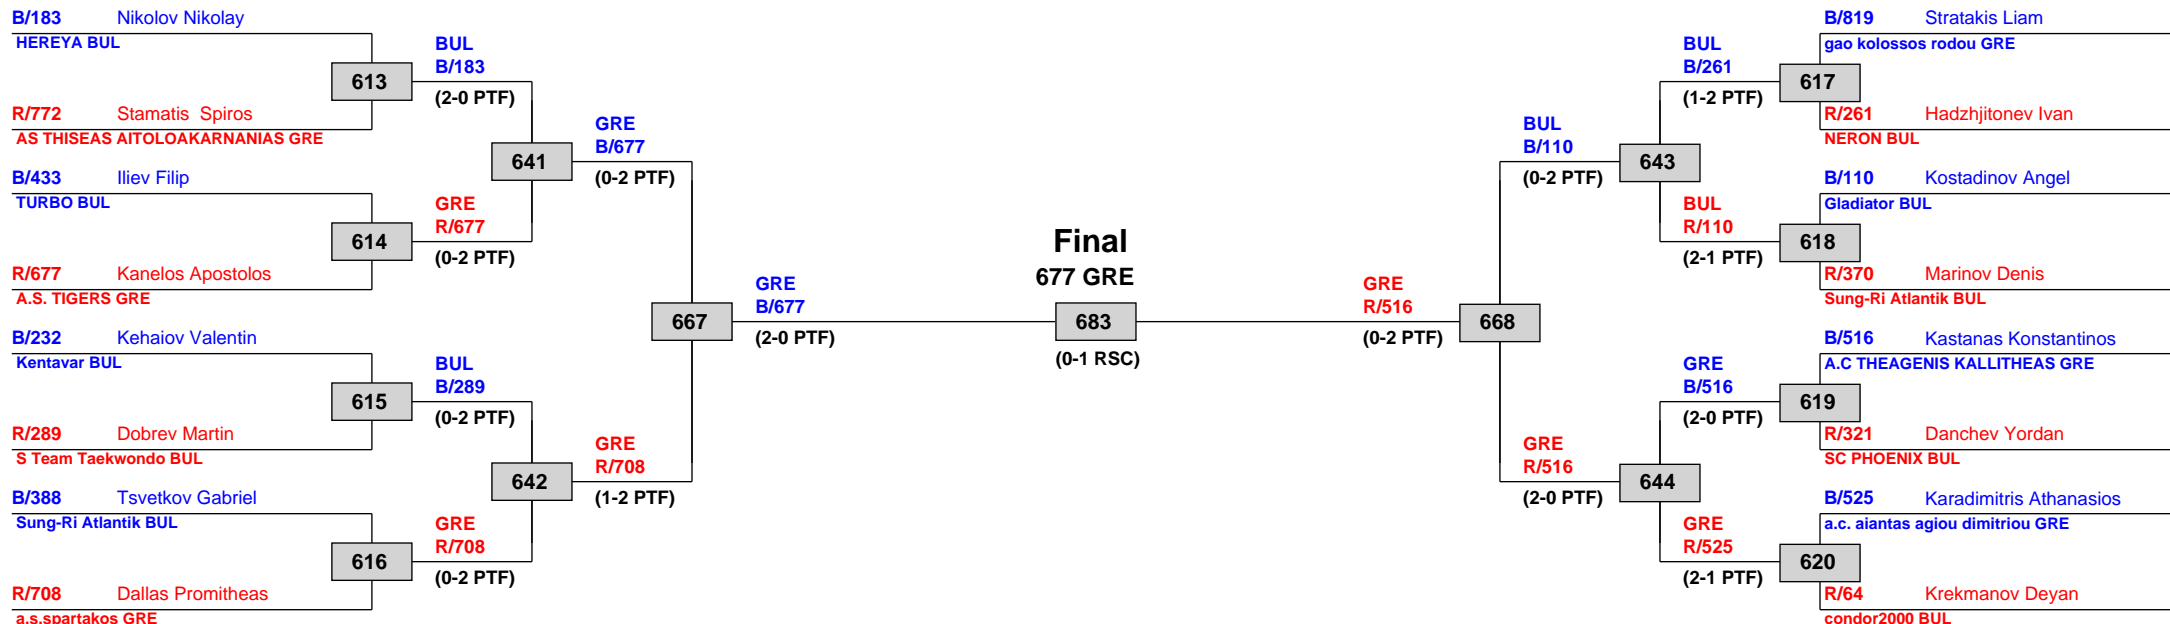 B/183 Nikolov Nikolay
HEREYA BUL
613
BUL
B/183
(2-0 PTF)
R/772 Stamatis  Spiros
AS THISEAS AITOLOAKARNANIAS GRE
641
GRE
B/677
(0-2 PTF)
B/433 Iliev Filip
TURBO BUL
614
GRE
R/677
(0-2 PTF)
R/677 Kanelos Apostolos
A.S. TIGERS GRE
667
GRE
B/677
(2-0 PTF)
B/232 Kehaiov Valentin
Kentavar BUL
615
BUL
B/289
(0-2 PTF)
R/289 Dobrev Martin
S Team Taekwondo BUL
642
GRE
R/708
(1-2 PTF)
B/388 Tsvetkov Gabriel
Sung-Ri Atlantik BUL
616
GRE
R/708
(0-2 PTF)
R/708 Dallas Promitheas
a.s.spartakos GRE
Final
677 GRE
683
(0-1 RSC)
B/819 Stratakis Liam
gao kolossos rodou GRE
BUL
B/261
(1-2 PTF)
617
R/261 Hadzhjitonev Ivan
NERON BUL
BUL
B/110
(0-2 PTF)
643
B/110 Kostadinov Angel
Gladiator BUL
BUL
R/110
(2-1 PTF)
618
R/370 Marinov Denis
Sung-Ri Atlantik BUL
GRE
R/516
(0-2 PTF)
668
B/516 Kastanas Konstantinos
A.C THEAGENIS KALLITHEAS GRE
GRE
B/516
(2-0 PTF)
619
R/321 Danchev Yordan
SC PHOENIX BUL
GRE
R/516
(2-0 PTF)
644
B/525 Karadimitris Athanasios
a.c. aiantas agiou dimitriou GRE
GRE
R/525
(2-1 PTF)
620
R/64 Krekmanov Deyan
condor2000 BUL